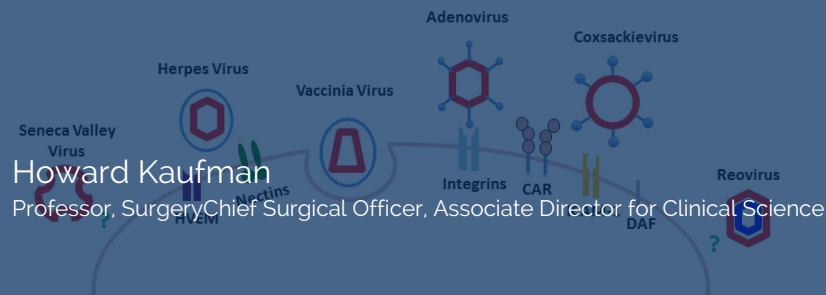 Adenovirus
Coxsackievirus
Herpes Virus
Vaccinia Virus
Seneca Valley
Virus
Howard Kaufman
Integrins
CAR
Reovirus
Nectins
Professor, SurgeryChief Surgical Officer, Associate Director for Clinical Science
?
HVEM
DAF
?